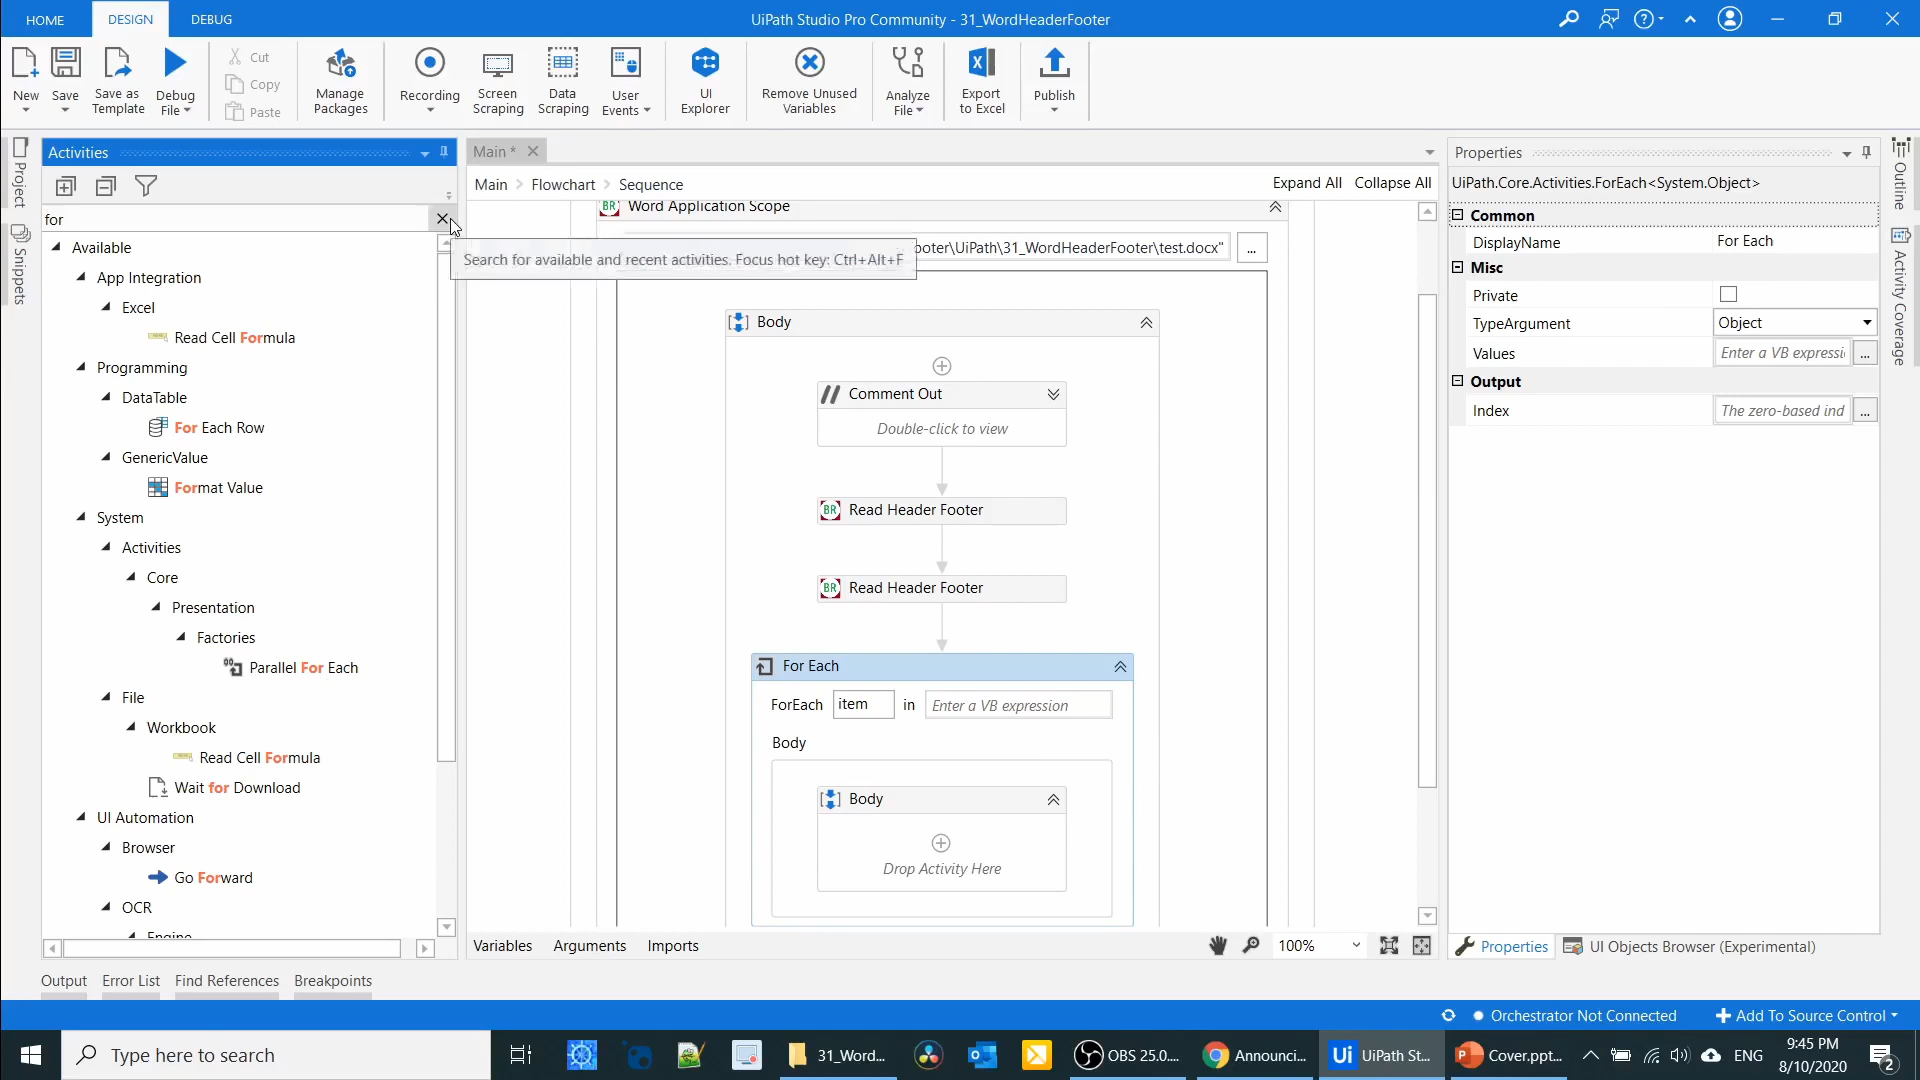 HOME DESIGN DEBUG
UiPath Studio Pro Community - 31_WordHeaderFooter
New
Save
Save as
Template
Debug
File
Cut
Copy
Paste
Manage
Packages
Recording
Screen
Scraping
Data
Scraping
User
Events
UI
Explorer
Remove Unused
Variables
Analyze
File
Export
to Excel
Publish
Project
Snippets
Activities
for
Available
App Integration
Excel
Read Cell Formula
Programming
DataTable
For Each Row
GenericValue
Format Value
System
Activities
Core
Presentation
Factories
Parallel For Each
File
Workbook
Read Cell Formula
Wait for Download
UI Automation
Browser
Go Forward
OCR
Engine
Main *
Main > Flowchart > Sequence
Expand All Collapse All
BR Word Application Scope
ooter\UiPath\31_WordHeaderFooter\test.docx" ...
Search for available and recent activities. Focus hot key: Ctrl+Alt+F
Body
// Comment Out
Double-click to view
BR Read Header Footer
BR Read Header Footer
For Each
ForEach item in Enter a VB expression
Body
Body
Drop Activity Here
Variables Arguments Imports
100%
Properties
UiPath.Core.Activities.ForEach<System.Object>
Common
DisplayName For Each
Misc
Private
TypeArgument Object
Values Enter a VB expressi ...
Output
Index The zero-based ind ...
Properties UI Objects Browser (Experimental)
Outline
Activity Coverage
Output Error List Find References Breakpoints
Orchestrator Not Connected Add To Source Control
Type here to search
31_Word...
OBS 25.0....
Announci...
Ui UiPath St...
Cover.ppt...
ENG
9:45 PM
8/10/2020
2